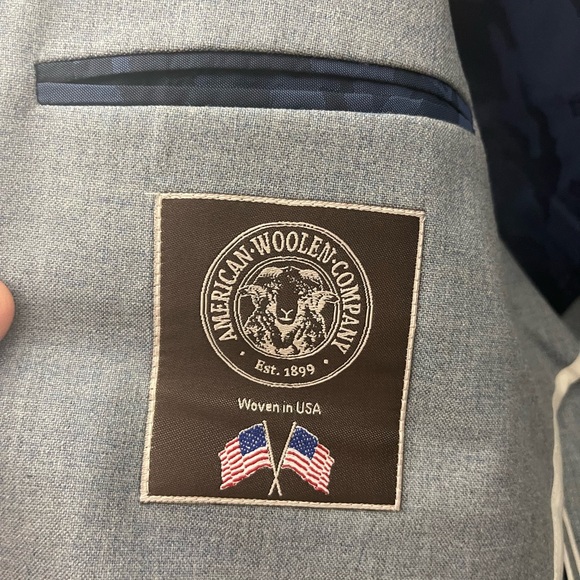 AMERICAN·WOOLEN·COMPANY
· Est. 1899 ·
Woven in USA